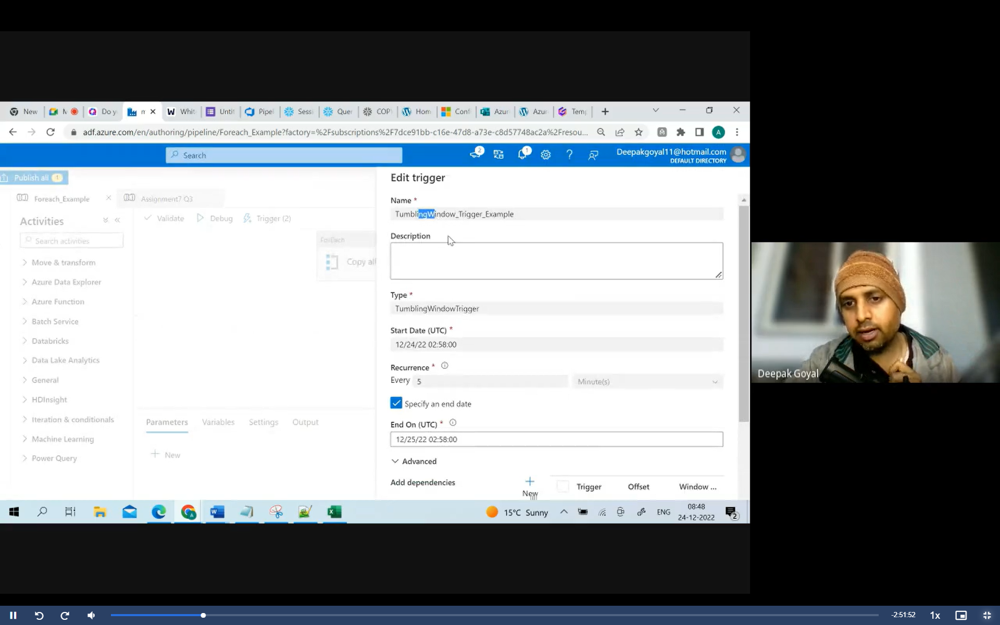 New
M
Do y
n
Whit
Untit
Pipel
Sess
Quer
COP
Hom
Conf
Azur
Azur
Temp
adf.azure.com/en/authoring/pipeline/Foreach_Example?factory=%2Fsubscriptions%2F7dce91bb-c16e-47d8-a73e-c8d57748ac2a%2Fresou...
A
Search
2
1
Deepakgoyal11@hotmail.com
DEFAULT DIRECTORY
Publish all 1
Edit trigger
Foreach_Example
Assignment7 Q3
Name *
TumblingWindow_Trigger_Example
Activities
Validate
Debug
Trigger (2)
Search activities
ForEach
Copy all
Description
Move & transform
Azure Data Explorer
Azure Function
Batch Service
Databricks
Data Lake Analytics
General
HDInsight
Iteration & conditionals
Machine Learning
Power Query
Type *
TumblingWindowTrigger
Start Date (UTC) *
12/24/22 02:58:00
Recurrence *
Every 5 Minute(s)
Specify an end date
Parameters Variables Settings Output
New
End On (UTC) *
12/25/22 02:58:00
Advanced
Add dependencies
New
Trigger Offset Window ...
Deepak Goyal
15°C Sunny
ENG
08:48
24-12-2022
2
-2:51:52
1x